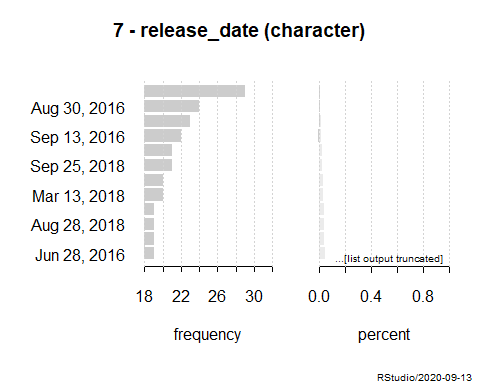 7 - release_date (character)
Aug 30, 2016
Sep 13, 2016
Sep 25, 2018
Mar 13, 2018
Aug 28, 2018
Jun 28, 2016
...[list output truncated]
18 22 26 30
0.0 0.4 0.8
frequency
percent
RStudio/2020-09-13